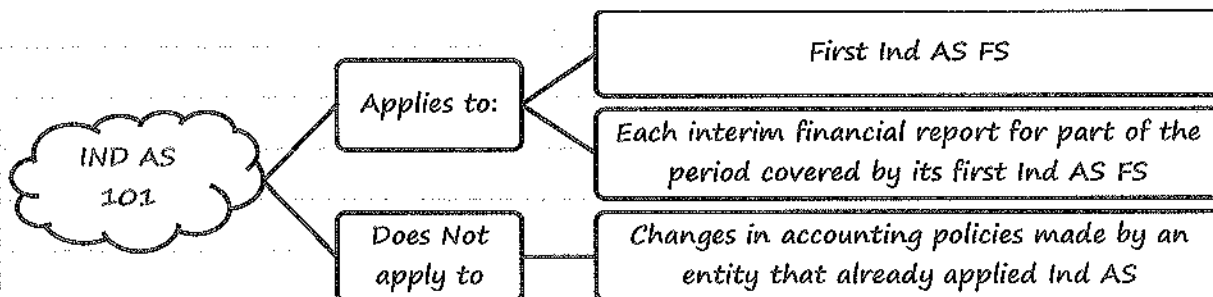 First Ind AS FS
Applies to:
IND AS
101
Each interim financial report for part of the
period covered by its first Ind AS FS
Does Not
apply to
Changes in accounting policies made by an
entity that already applied Ind AS